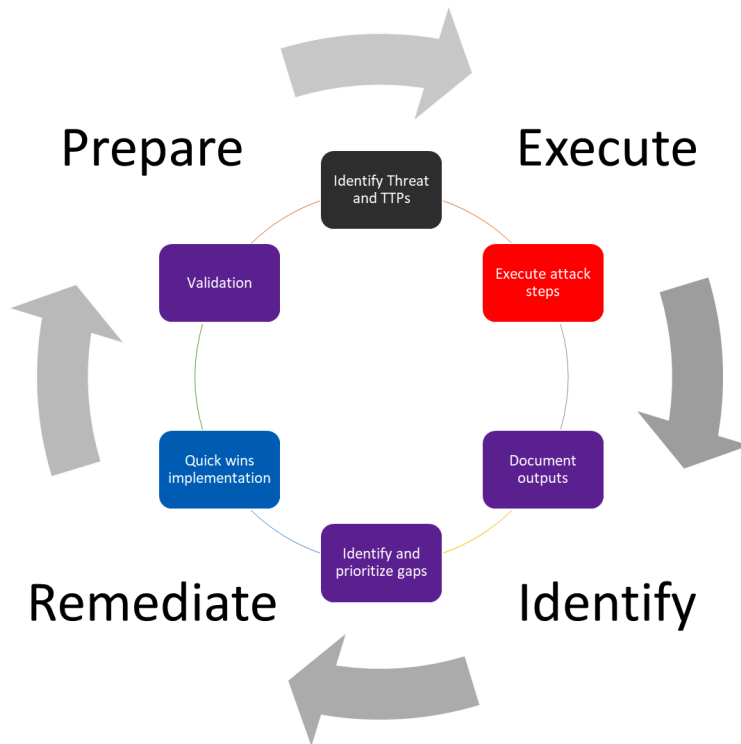 Prepare
Execute
Identify Threat
and TTPs
Validation
Execute attack
steps
Quick wins
implementation
Document
outputs
Identify and
prioritize gaps
Remediate
Identify